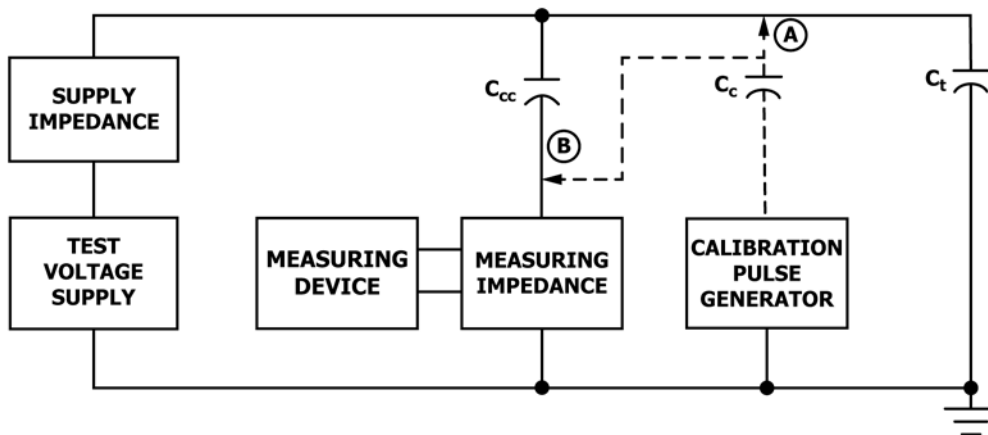 A
SUPPLY
IMPEDANCE
Ccc
Cc
Ct
B
TEST
VOLTAGE
SUPPLY
MEASURING
DEVICE
MEASURING
IMPEDANCE
CALIBRATION
PULSE
GENERATOR